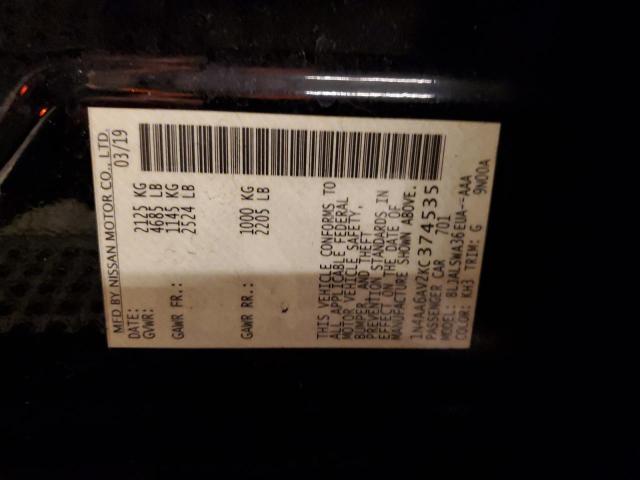 MFD BY NISSAN MOTOR CO., LTD.
DATE: 03/19
GVWR: 2125 KG
4685 LB
GAWR FR: 1145 KG
2524 LB
GAWR RR: 1000 KG
2205 LB
THIS VEHICLE CONFORMS TO
ALL APPLICABLE FEDERAL
MOTOR VEHICLE SAFETY,
BUMPER, AND THEFT
PREVENTION STANDARDS IN
EFFECT ON THE DATE OF
MANUFACTURE SHOWN ABOVE.
1N4AA6AV2KC374535
PASSENGER CAR 701
MODEL: BLJALSWA36EUA--AAA
COLOR: KH3 TRIM: G 9N00A